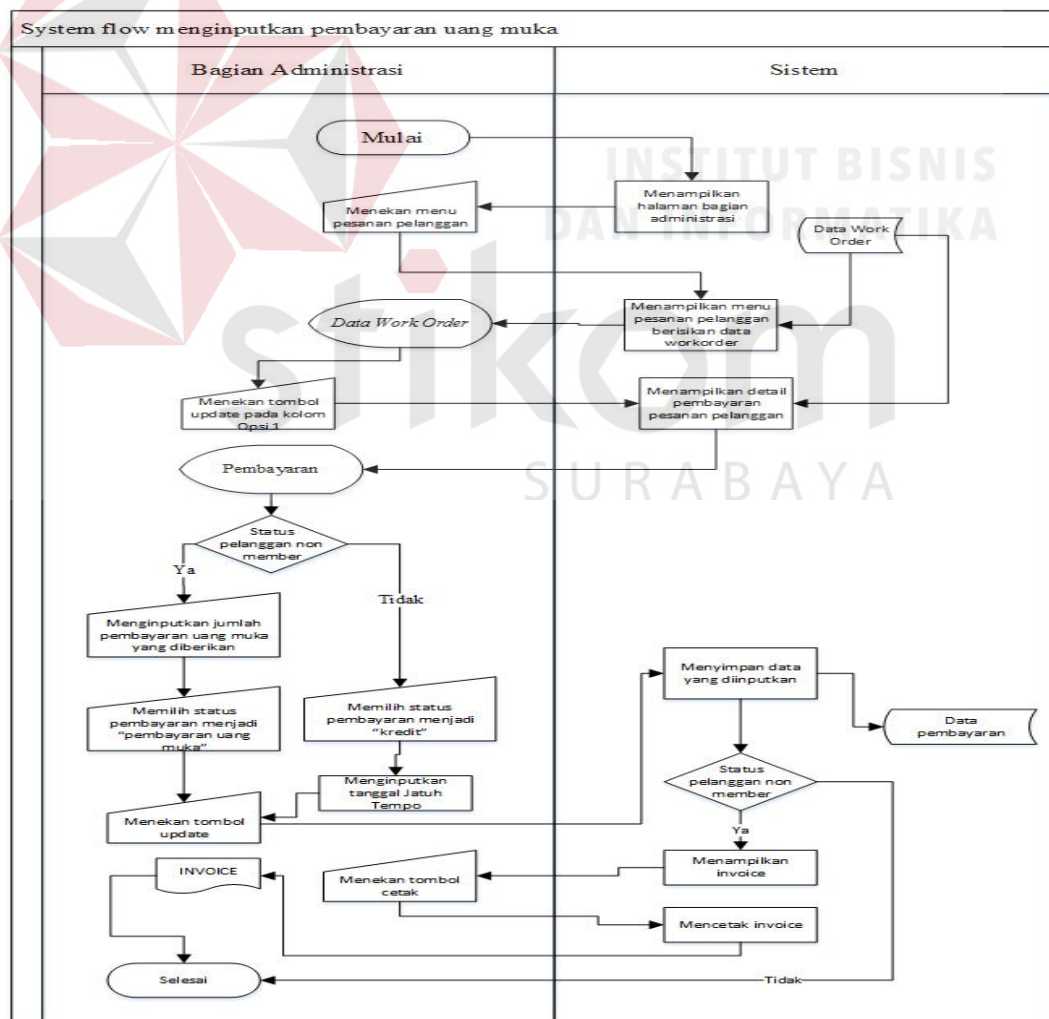 System flow menginputkan pembayaran uang muka
Bagian Administrasi
Sistem
Mulai
INSTITUT BISNIS
DAN INFORMATIKA
stikom
SURABAYA
Menampilkan
halaman bagian
administrasi
Menekan menu
pesanan pelanggan
Data Work
Order
Menampilkan menu
pesanan pelanggan
berisikan data
workorder
Data Work Order
Menekan tombol
update pada kolom
Opsi 1
Menampilkan detail
pembayaran
pesanan pelanggan
Pembayaran
Status
pelanggan non
member
Ya
Tidak
Menginputkan jumlah
pembayaran uang muka
yang diberikan
Memilih status
pembayaran menjadi
“pembayaran uang
muka”
Memilih status
pembayaran menjadi
“kredit”
Menginputkan
tanggal Jatuh
Tempo
Menekan tombol
update
Menyimpan data
yang diinputkan
Data
pembayaran
Status
pelanggan non
member
Ya
Menampilkan
invoice
Menekan tombol
cetak
INVOICE
Mencetak invoice
Selesai
Tidak